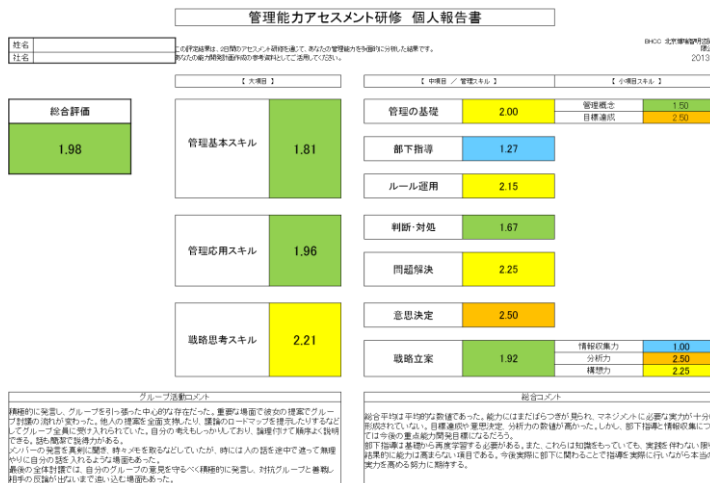 管理能力アセスメント研修 個人報告書
姓名
社名
この評定結果は、2日間のアセスメント研修を通じて、あなたの管理能力を多面的に分析した結果です。
あなたの能力開発計画作成の参考資料としてご活用ください。
2013
【 大項目 】
【 中項目 ／ 管理スキル 】
【 小項目スキル 】
総合評価
1.98
管理基本スキル
1.81
管理の基礎
2.00
管理概念
1.50
目標達成
2.50
部下指導
1.27
ルール運用
2.15
管理応用スキル
1.96
判断・対処
1.67
問題解決
2.25
戦略思考スキル
2.21
意思決定
2.50
戦略立案
1.92
情報収集力
1.00
分析力
2.50
構想力
2.25
グループ活動コメント
積極的に発言し、グループを引っ張った中心的な存在だった。重要な場面で彼女の提案でグルー
プ討議の流れが変わった。他人の提案を全面支持したり、議論のロードマップを提示したりするなど
してグループ全員に受け入れられていた。自分の考えもしっかりしており、論理付けて順序よく説明
できる。話も簡潔で説得力がある。
メンバーの発言を真剣に聞き、時々メモを取るなどしていたが、時には人の話を途中で遮って無理
やりに自分の話を入れるような場面もあった。
最後の全体討議では、自分のグループの意見を守るべく積極的に発言し、対抗グループと善戦し
相手の反論が出ないまで追い込む場面もあった。
総合コメント
総合平均は平均的な数値であった。能力にはまだばらつきが見られ、マネジメントに必要な実力が十分
形成されていない。目標達成や意思決定、分析力の数値が高かった。しかし、部下指導と情報収集につ
ては今後の重点能力開発目標になるだろう。
部下指導は基礎から再度学習する必要がある。また、これらは知識をもっていても、実践を伴わない限り
結果的に能力は高まらない項目である。今後実際に部下に関わることで指導を実際に行いながら本当の
実力を高める努力に期待する。